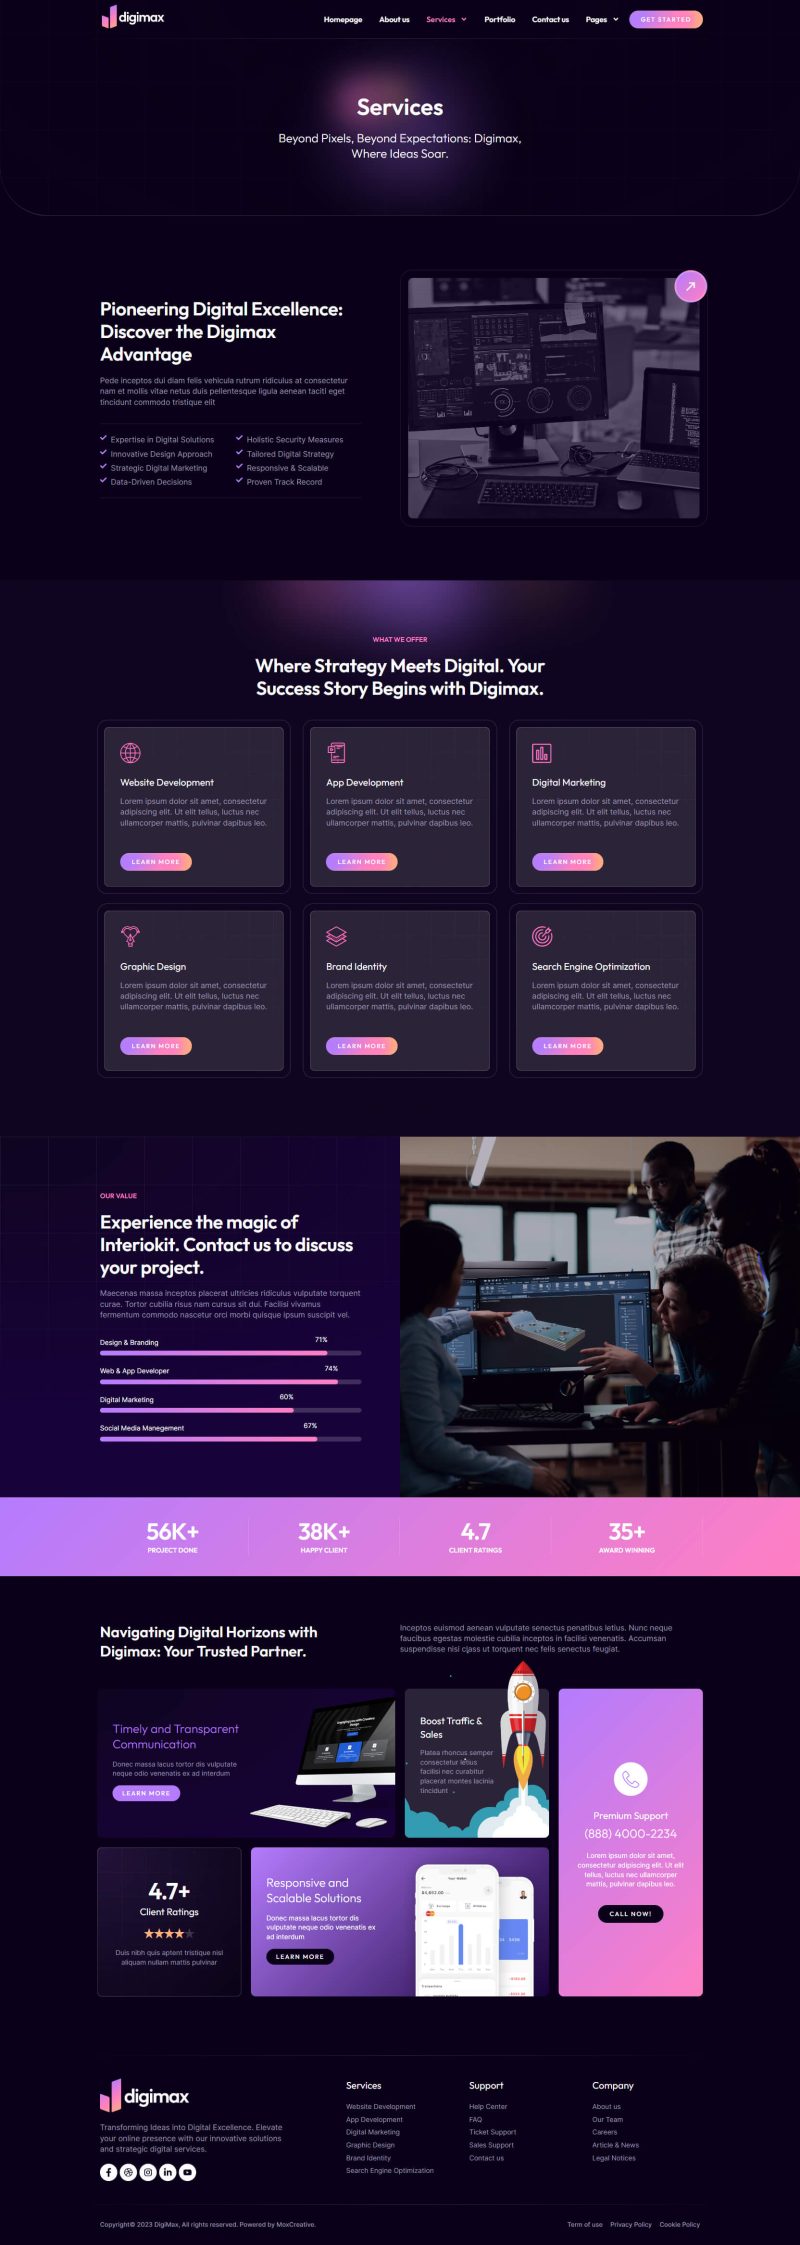 digimax
Homepage About us Services Portfolio Contact us Pages GET STARTED
Services
Beyond Pixels, Beyond Expectations: Digimax,
Where Ideas Soar.
Pioneering Digital Excellence:
Discover the Digimax
Advantage
Pede inceptos dui diam felis vehicula rutrum ridiculus at consectetur
nam et mollis vitae netus duis pellentesque ligula aenean taciti eget
tincidunt commodo tristique elit
Expertise in Digital Solutions
Innovative Design Approach
Strategic Digital Marketing
Data-Driven Decisions
Holistic Security Measures
Tailored Digital Strategy
Responsive & Scalable
Proven Track Record
WHAT WE OFFER
Where Strategy Meets Digital. Your
Success Story Begins with Digimax.
Website Development
Lorem ipsum dolor sit amet, consectetur
adipiscing elit. Ut elit tellus, luctus nec
ullamcorper mattis, pulvinar dapibus leo.
LEARN MORE
App Development
Lorem ipsum dolor sit amet, consectetur
adipiscing elit. Ut elit tellus, luctus nec
ullamcorper mattis, pulvinar dapibus leo.
LEARN MORE
Digital Marketing
Lorem ipsum dolor sit amet, consectetur
adipiscing elit. Ut elit tellus, luctus nec
ullamcorper mattis, pulvinar dapibus leo.
LEARN MORE
Graphic Design
Lorem ipsum dolor sit amet, consectetur
adipiscing elit. Ut elit tellus, luctus nec
ullamcorper mattis, pulvinar dapibus leo.
LEARN MORE
Brand Identity
Lorem ipsum dolor sit amet, consectetur
adipiscing elit. Ut elit tellus, luctus nec
ullamcorper mattis, pulvinar dapibus leo.
LEARN MORE
Search Engine Optimization
Lorem ipsum dolor sit amet, consectetur
adipiscing elit. Ut elit tellus, luctus nec
ullamcorper mattis, pulvinar dapibus leo.
LEARN MORE
OUR VALUE
Experience the magic of
Interiokit. Contact us to discuss
your project.
Maecenas massa inceptos placerat ultricies ridiculus vulputate torquent
curae. Tortor cubilia risus nam cursus sit dui. Facilisi vivamus
fermentum commodo nascetur orci morbi quisque ipsum suscipit vel.
Design & Branding 71%
Web & App Developer 74%
Digital Marketing 60%
Social Media Manegement 67%
56K+
PROJECT DONE
38K+
HAPPY CLIENT
4.7
CLIENT RATINGS
35+
AWARD WINNING
Navigating Digital Horizons with
Digimax: Your Trusted Partner.
Inceptos euismod aenean vulputate senectus penatibus letius. Nunc neque
faucibus egestas molestie cubilia inceptos in facilisi venenatis. Accumsan
suspendisse nisl class ut torquent nec felis senectus feugiat.
Timely and Transparent
Communication
Donec massa lacus tortor dis vulputate
neque odio venenatis ex ad interdum
LEARN MORE
Boost Traffic &
Sales
Platea rhoncus semper
consectetur lectus
facilisi nec curabitur
placerat montes lacinia
tincidunt
Premium Support
(888) 4000-2234
Lorem ipsum dolor sit amet,
consectetur adipiscing elit. Ut elit
tellus, luctus nec ullamcorper
mattis, pulvinar dapibus leo.
CALL NOW!
4.7+
Client Ratings
Duis nibh quis aptent tristique nisl
aliquam nullam mattis pulvinar
Responsive and
Scalable Solutions
Donec massa lacus tortor dis
vulputate neque odio venenatis ex
ad interdum
LEARN MORE
Your Wallet
Transactions
digimax
Transforming Ideas into Digital Excellence. Elevate
your online presence with our innovative solutions
and strategic digital services.
Services
Website Development
App Development
Digital Marketing
Graphic Design
Brand Identity
Search Engine Optimization
Support
Help Center
FAQ
Ticket Support
Sales Support
Contact us
Company
About us
Our Team
Careers
Article & News
Legal Notices
Copyright© 2023 DigiMax, All rights reserved. Powered by MoxCreative.
Term of use Privacy Policy Cookie Policy